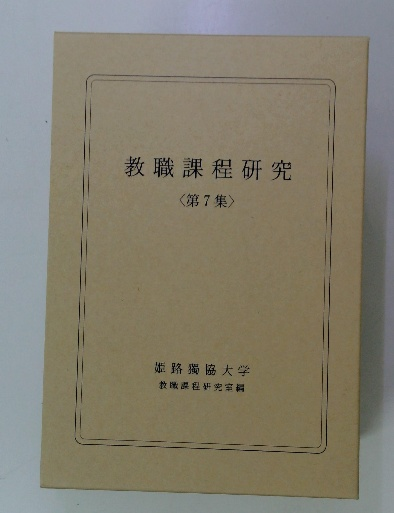 教職課程研究
〈第7集〉
姫路獨協大学
教職課程研究室編